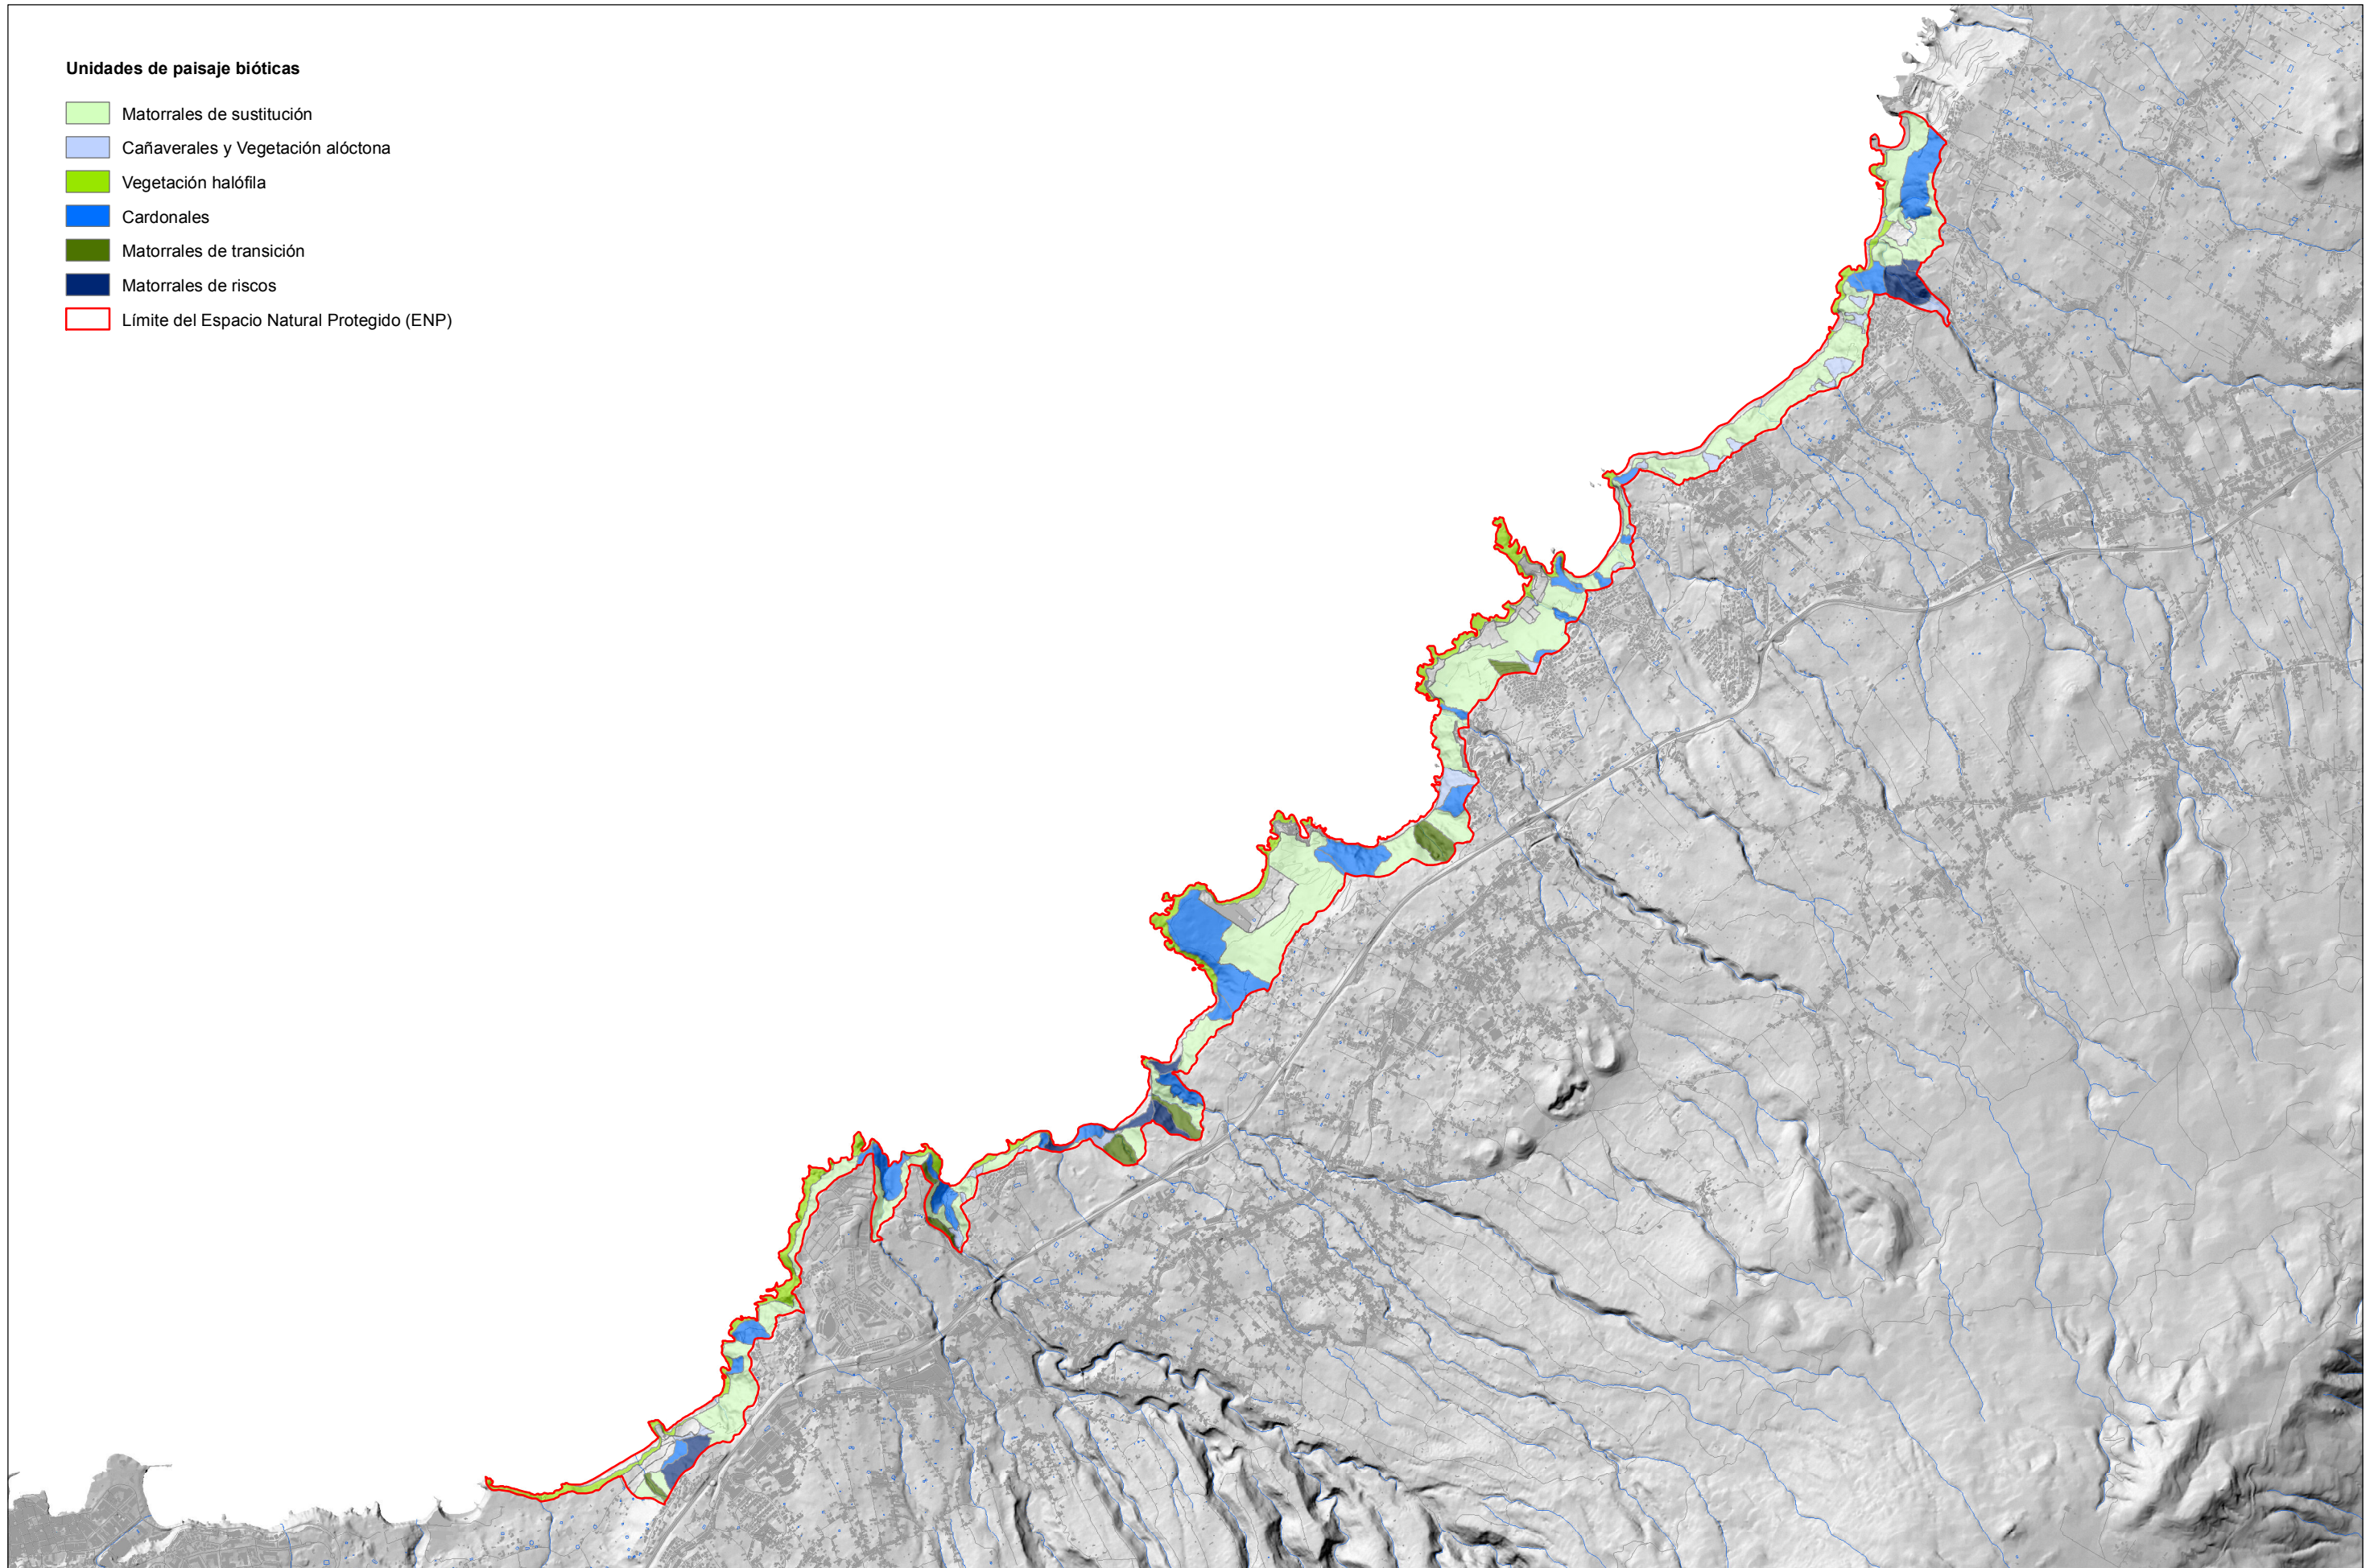 Unidades de paisaje bióticas
Matorrales de sustitución
Cañaverales y Vegetación alóctona
Vegetación halófila
Cardonales
Matorrales de transición
Matorrales de riscos
Límite del Espacio Natural Protegido (ENP)